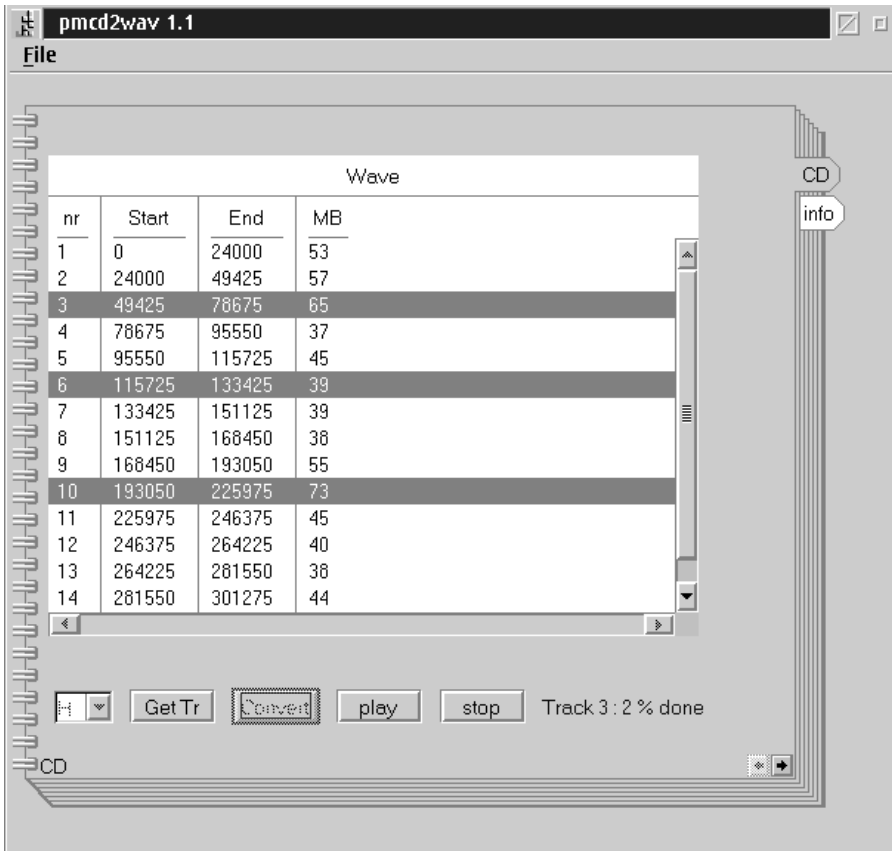 pmcd2wav 1.1
File
Wave
nr Start End MB
1 0 24000 53
2 24000 49425 57
3 49425 78675 65
4 78675 95550 37
5 95550 115725 45
6 115725 133425 39
7 133425 151125 39
8 151125 168450 38
9 168450 193050 55
10 193050 225975 73
11 225975 246375 45
12 246375 264225 40
13 264225 281550 38
14 281550 301275 44
CD
info
Get Tr Convert play stop Track 3 : 2 % done
CD